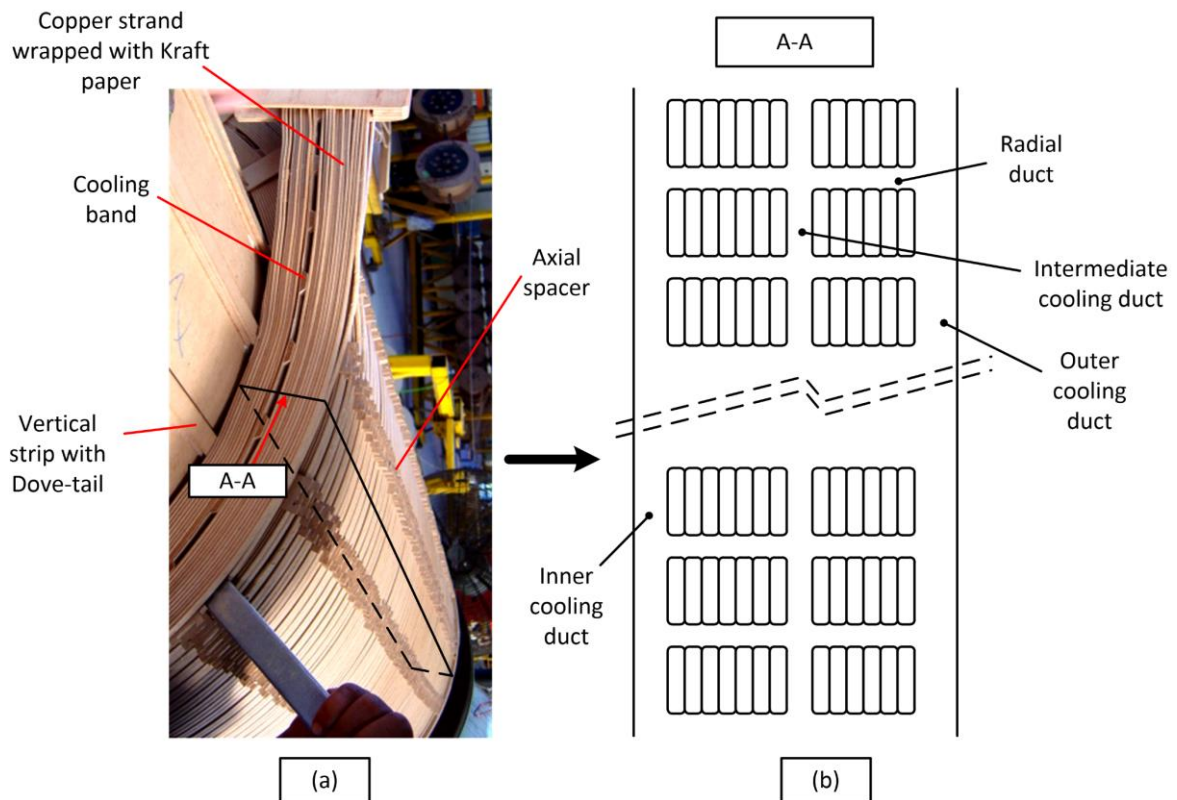 Copper strand
wrapped with Kraft
paper
Cooling
band
Axial
spacer
Vertical
strip with
Dove-tail
A-A
(a)
A-A
Radial
duct
Intermediate
cooling duct
Outer
cooling
duct
Inner
cooling
duct
(b)